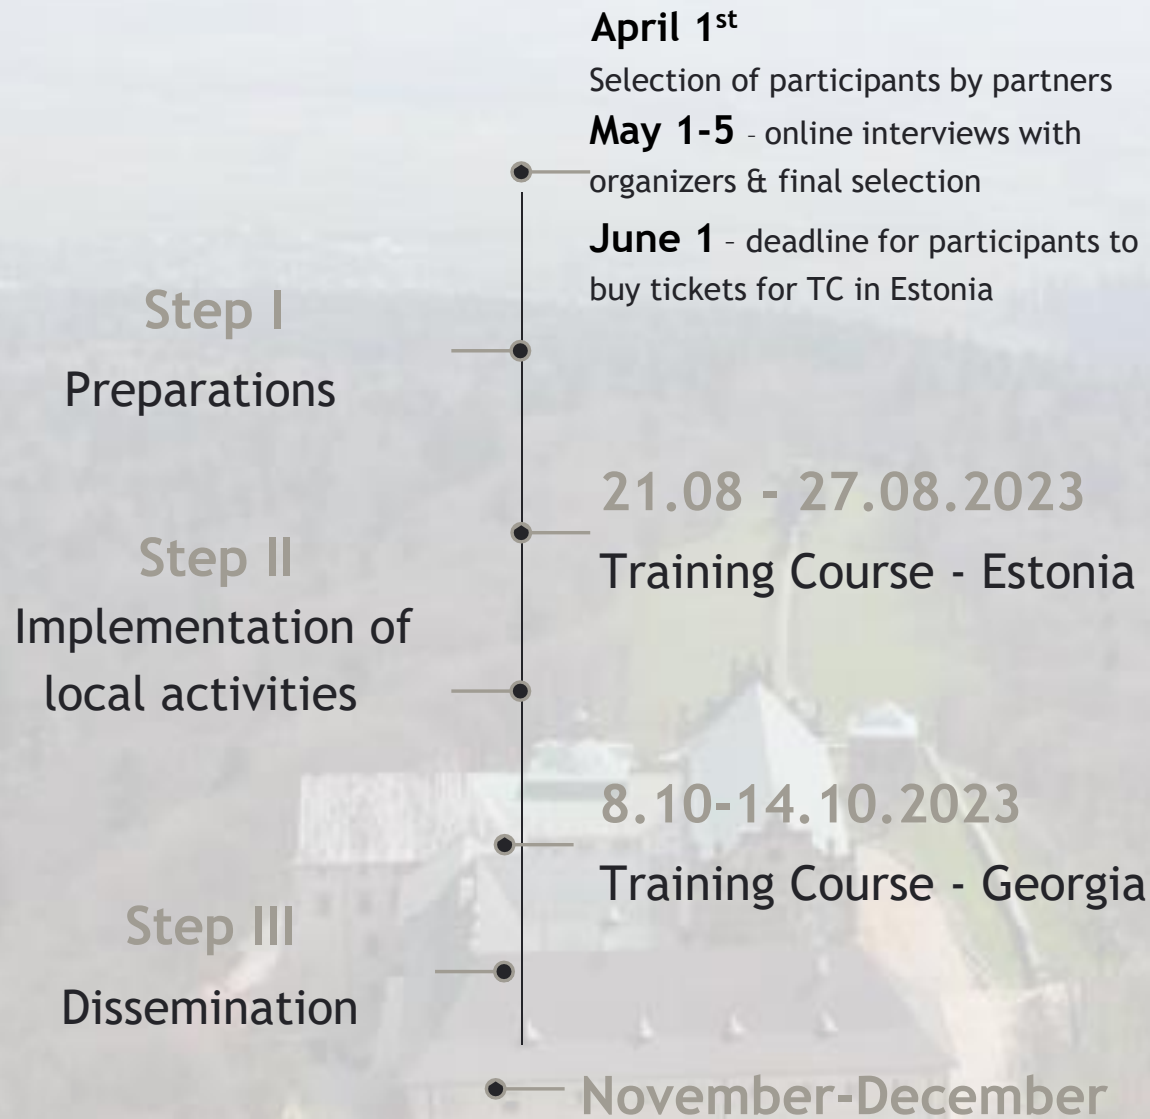 April 1st
Selection of participants by partners
May 1-5 – online interviews with
organizers & final selection
June 1 – deadline for participants to
buy tickets for TC in Estonia
Step I
Preparations
21.08 - 27.08.2023
Training Course - Estonia
Step II
Implementation of
local activities
8.10-14.10.2023
Training Course - Georgia
Step III
Dissemination
November-December